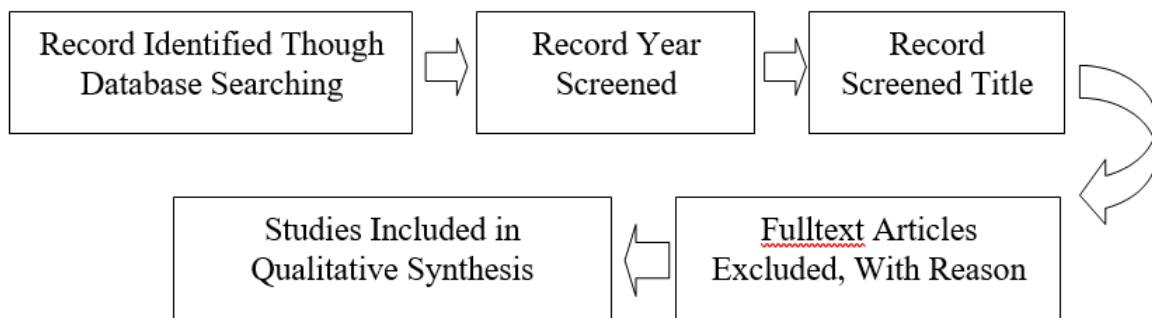 Record Identified Though
Database Searching
Record Year
Screened
Record
Screened Title
Fulltext Articles
Excluded, With Reason
Studies Included in
Qualitative Synthesis